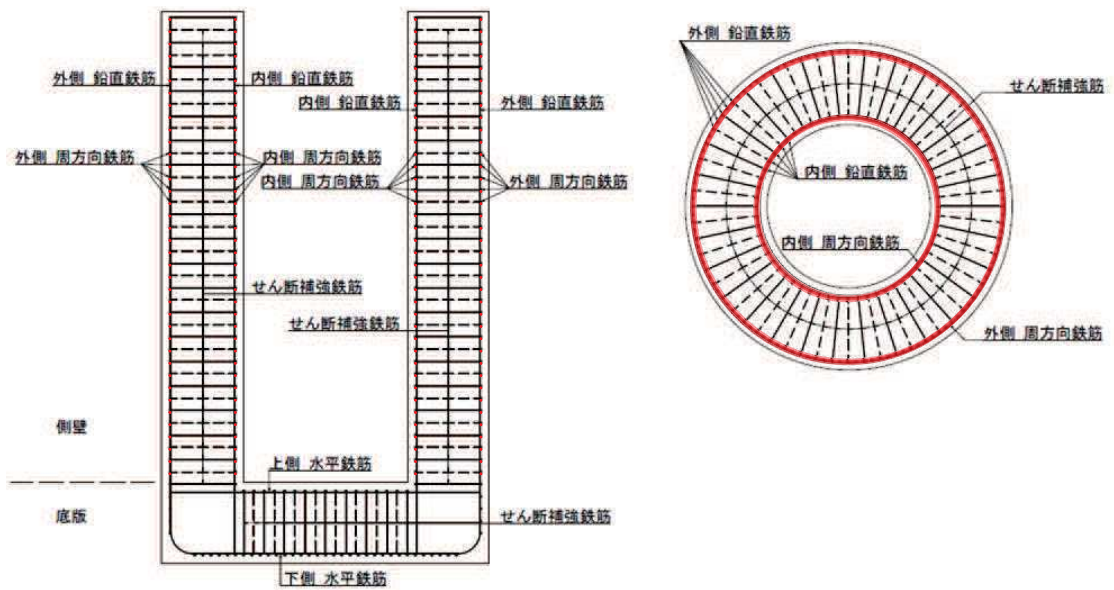 外側 鉛直鉄筋
内側 鉛直鉄筋
内側 鉛直鉄筋
外側 鉛直鉄筋
外側 周方向鉄筋
内側 周方向鉄筋
内側 周方向鉄筋
外側 周方向鉄筋
せん断補強鉄筋
せん断補強鉄筋
側壁
上側 水平鉄筋
底版
せん断補強鉄筋
下側 水平鉄筋
外側 鉛直鉄筋
せん断補強筋
内側 鉛直鉄筋
内側 周方向鉄筋
外側 周方向鉄筋